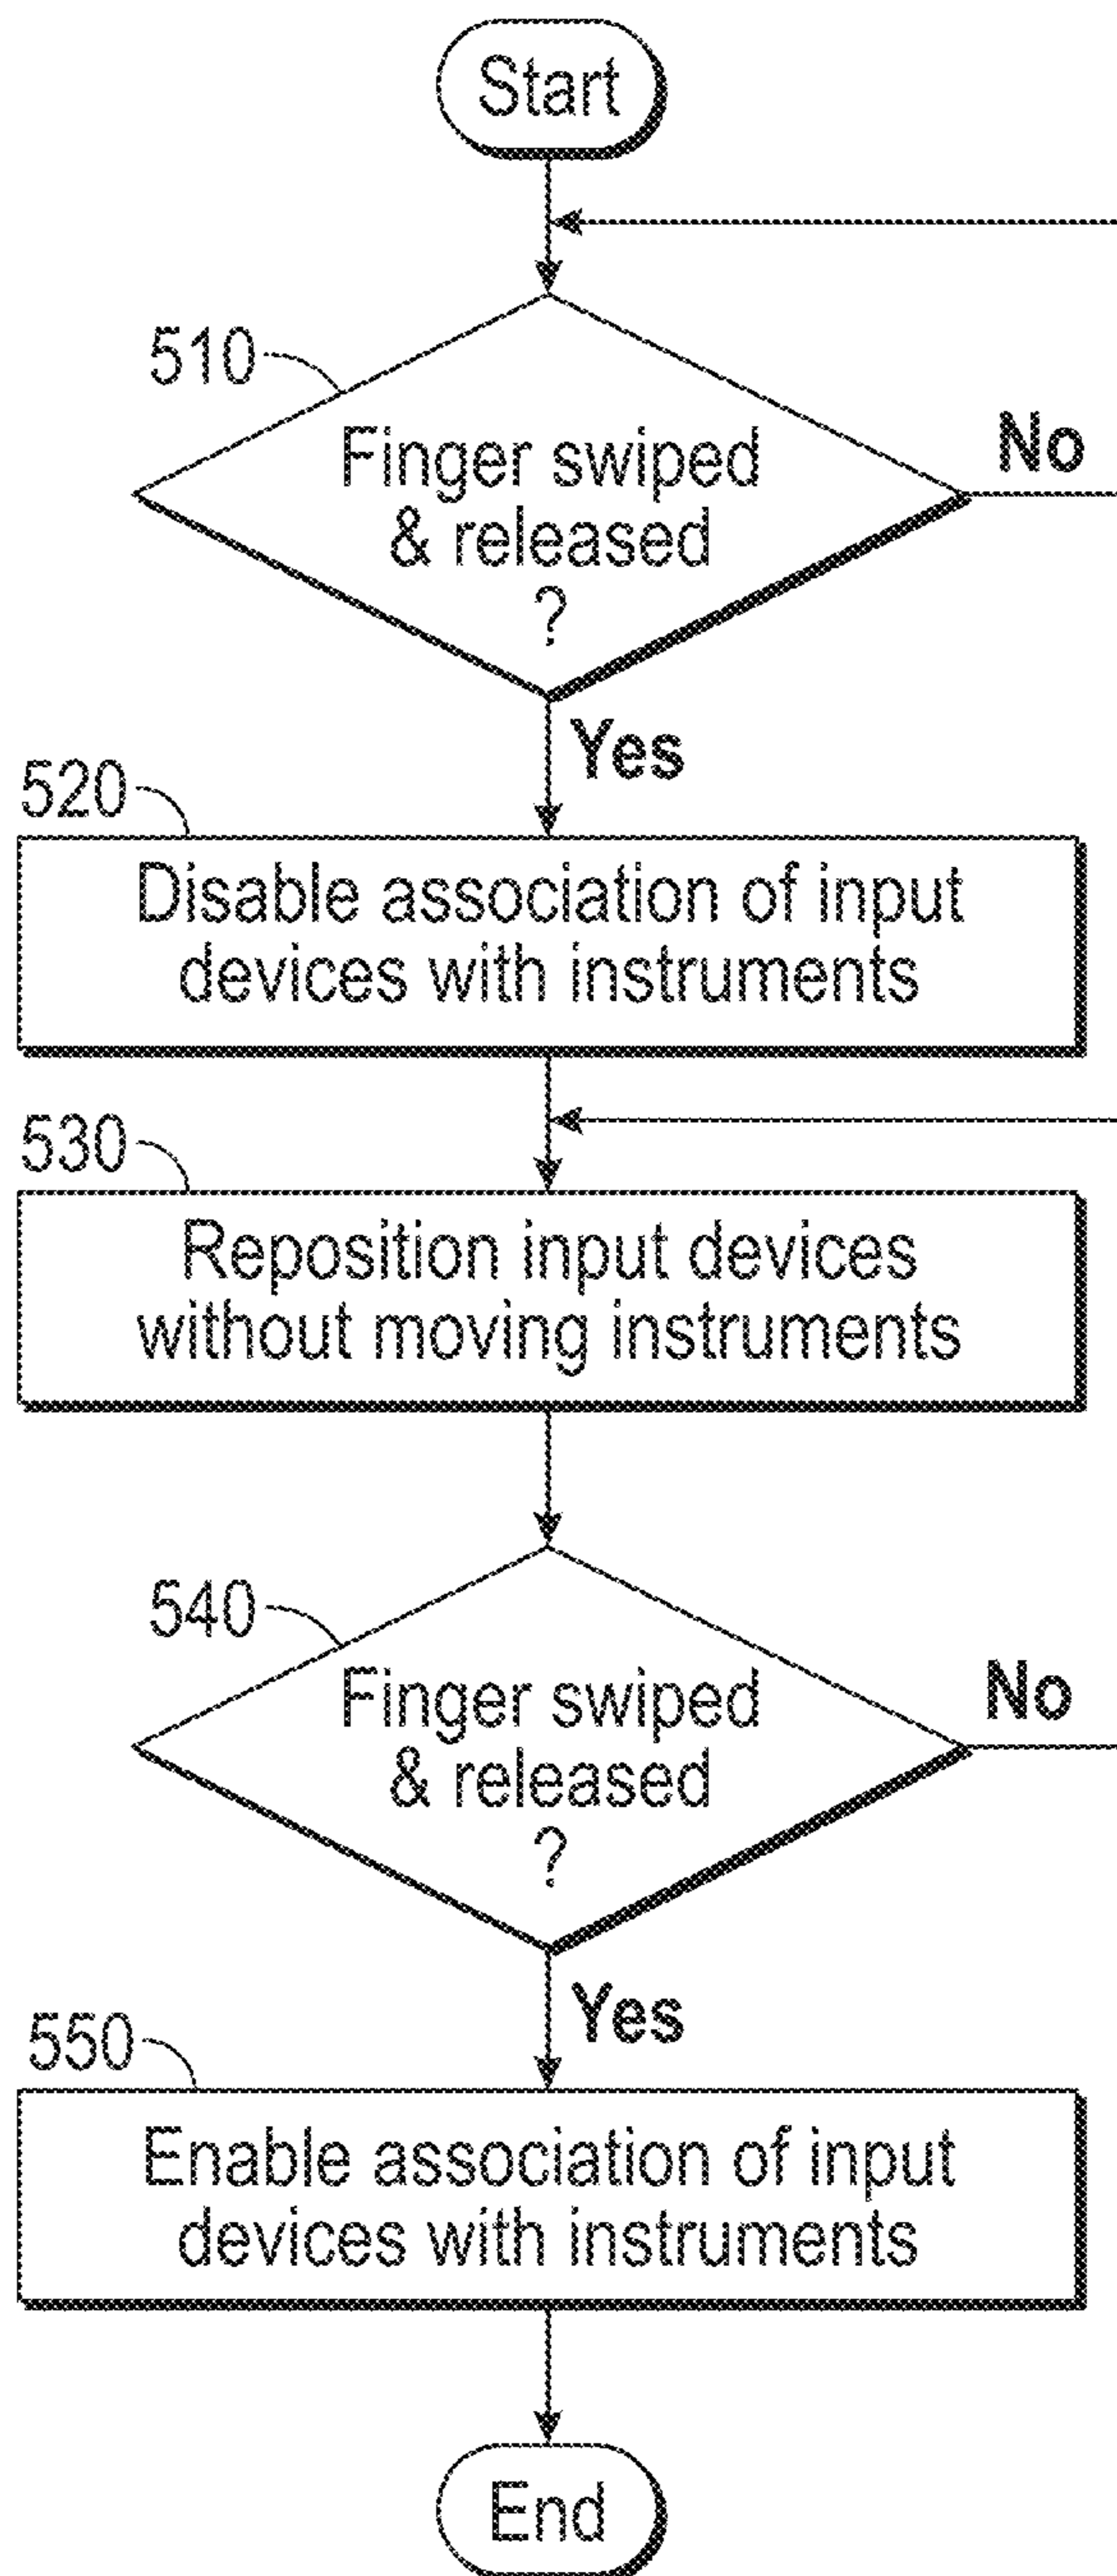 Start
510
Finger swiped
& released
?
No
Yes
520
Disable association of input
devices with instruments
530
Reposition input devices
without moving instruments
540
Finger swiped
& released
?
No
Yes
550
Enable association of input
devices with instruments
End